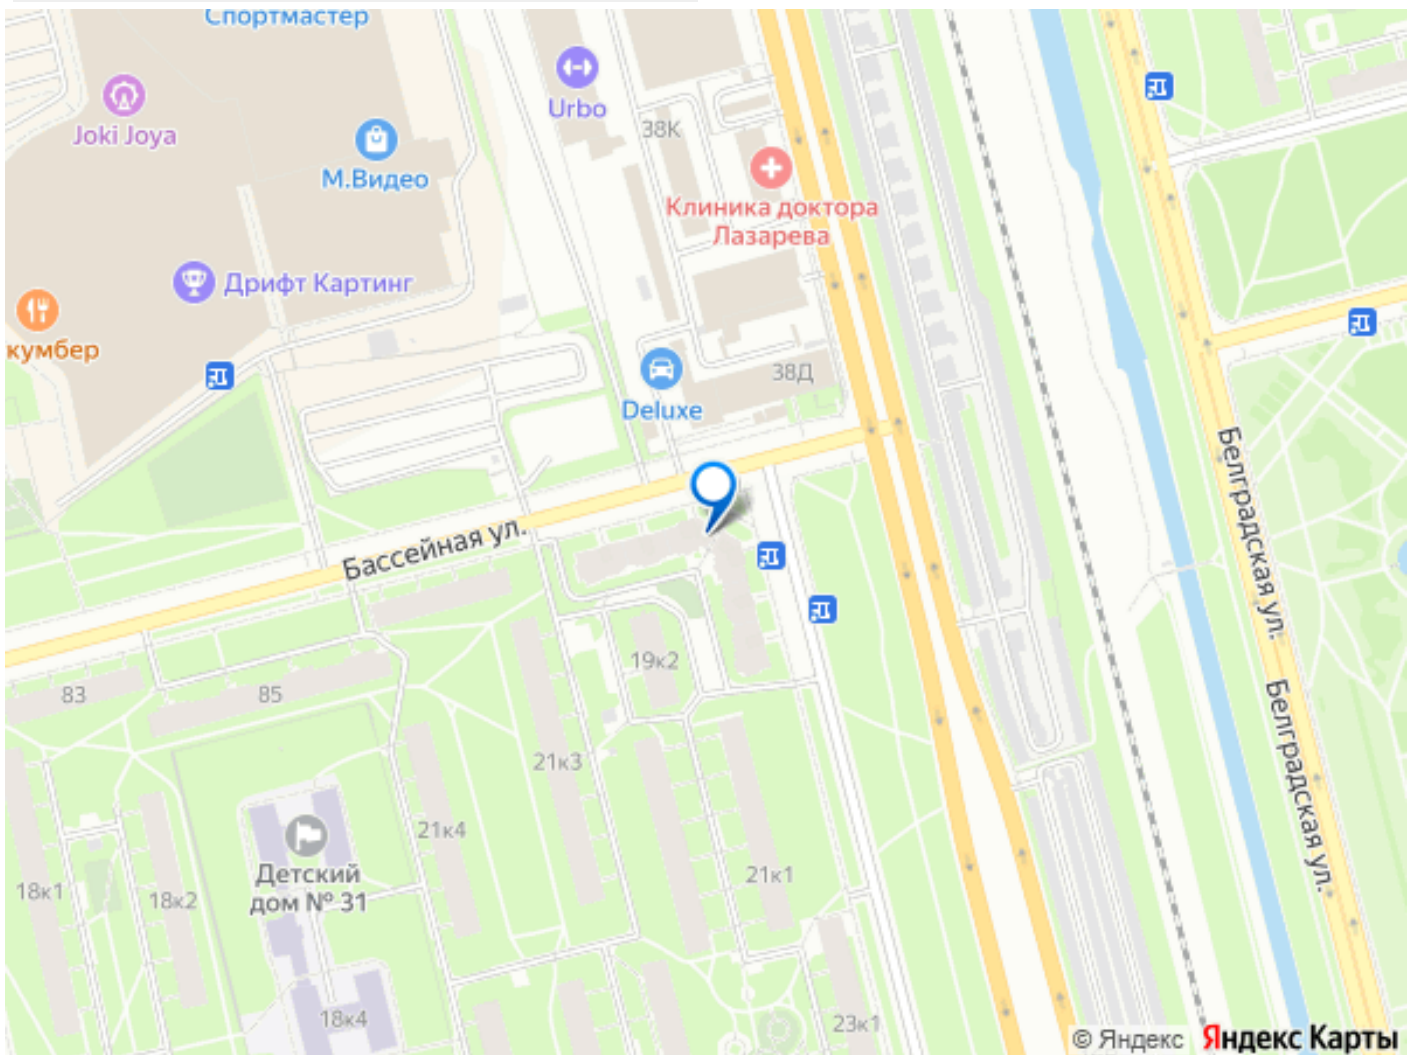 Спортмастер
Urbo
Joki Joya
38К
М.Видео
Клиника доктора
Лазарева
Дрифт Картинг
кумбер
38Д
Deluxe
Белградская ул.
Бассейная ул.
19к2
83
85
Белградская ул.
21к3
21к4
Детский
дом № 31
21к1
18к1
18к2
18к4
23к1
© Яндекс Яндекс Карты